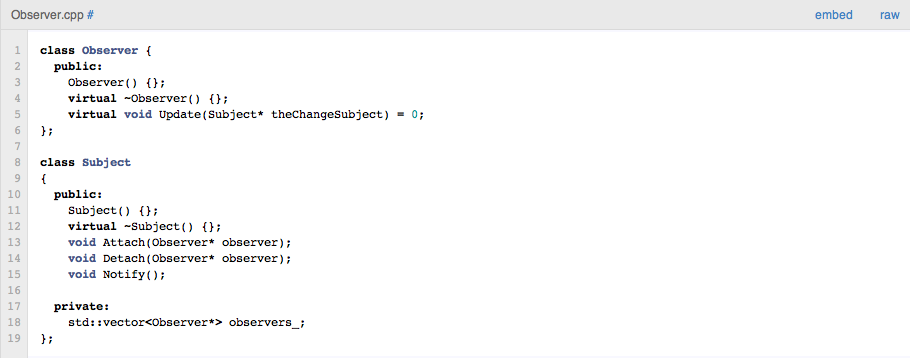 Observer.cpp # embed raw
1 class Observer {
2 public:
3 Observer() {};
4 virtual ~Observer() {};
5 virtual void Update(Subject* theChangeSubject) = 0;
6 };
7
8 class Subject
9 {
10 public:
11 Subject() {};
12 virtual ~Subject() {};
13 void Attach(Observer* observer);
14 void Detach(Observer* observer);
15 void Notify();
16
17 private:
18 std::vector<Observer*> observers_;
19 };